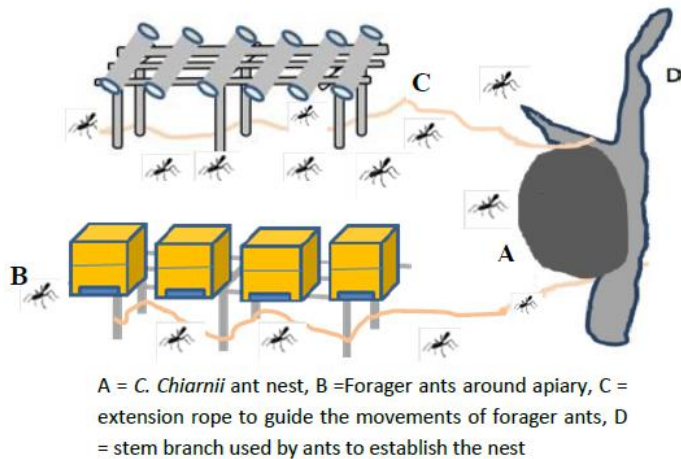 C
D
A
B
A = C. Chiarnii ant nest, B =Forager ants around apiary, C =
extension rope to guide the movements of forager ants, D
= stem branch used by ants to establish the nest